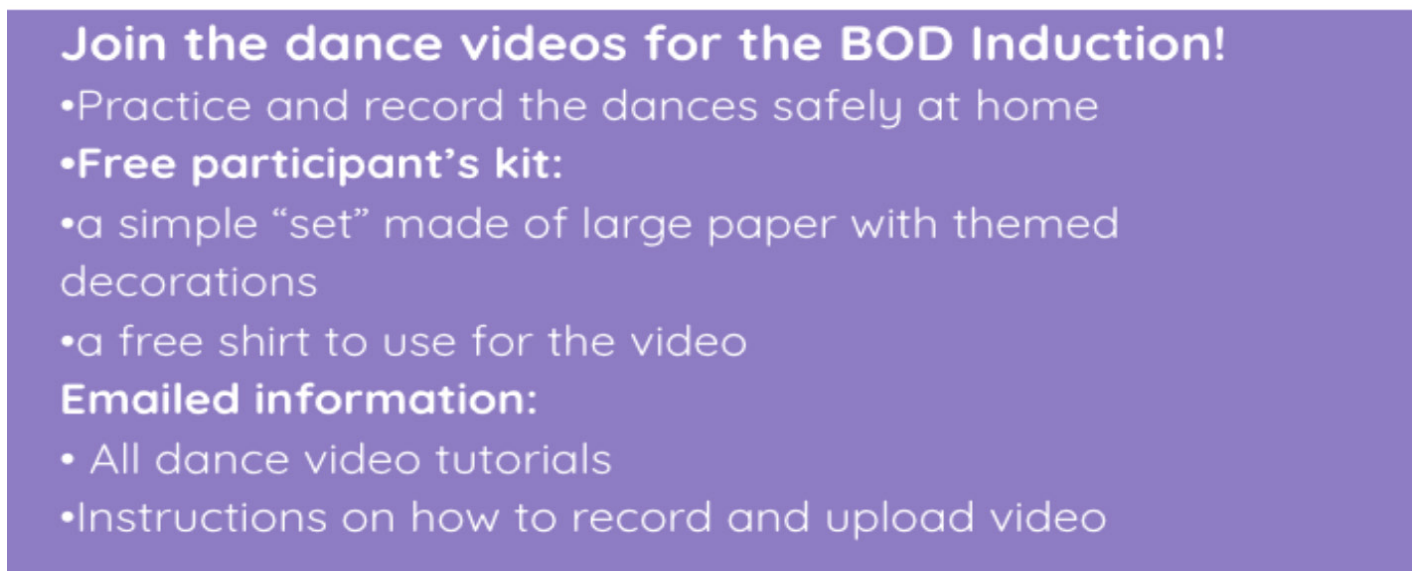 Join the dance videos for the BOD Induction!
•Practice and record the dances safely at home
•Free participant’s kit:
•a simple “set” made of large paper with themed
decorations
•a free shirt to use for the video
Emailed information:
• All dance video tutorials
•Instructions on how to record and upload video